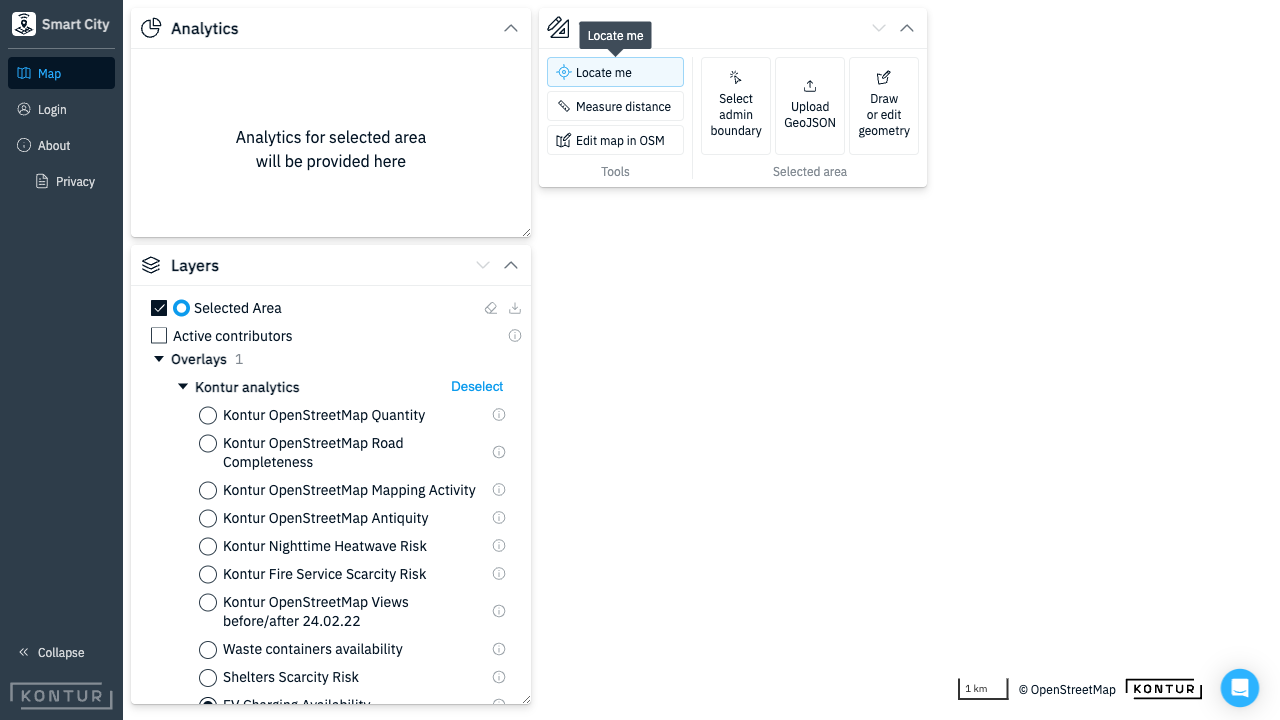 Smart City
Map
Login
About
Privacy
Collapse
KONTUR
Analytics
Analytics for selected area
will be provided here
Layers
Selected Area
Active contributors
Overlays 1
Kontur analytics Deselect
Kontur OpenStreetMap Quantity
Kontur OpenStreetMap Road
Completeness
Kontur OpenStreetMap Mapping Activity
Kontur OpenStreetMap Antiquity
Kontur Nighttime Heatwave Risk
Kontur Fire Service Scarcity Risk
Kontur OpenStreetMap Views
before/after 24.02.22
Waste containers availability
Shelters Scarcity Risk
EV Charging Availability
Locate me
Locate me
Measure distance
Edit map in OSM
Tools
Select
admin
boundary
Upload
GeoJSON
Draw
or edit
geometry
Selected area
1 km
© OpenStreetMap
KONTUR